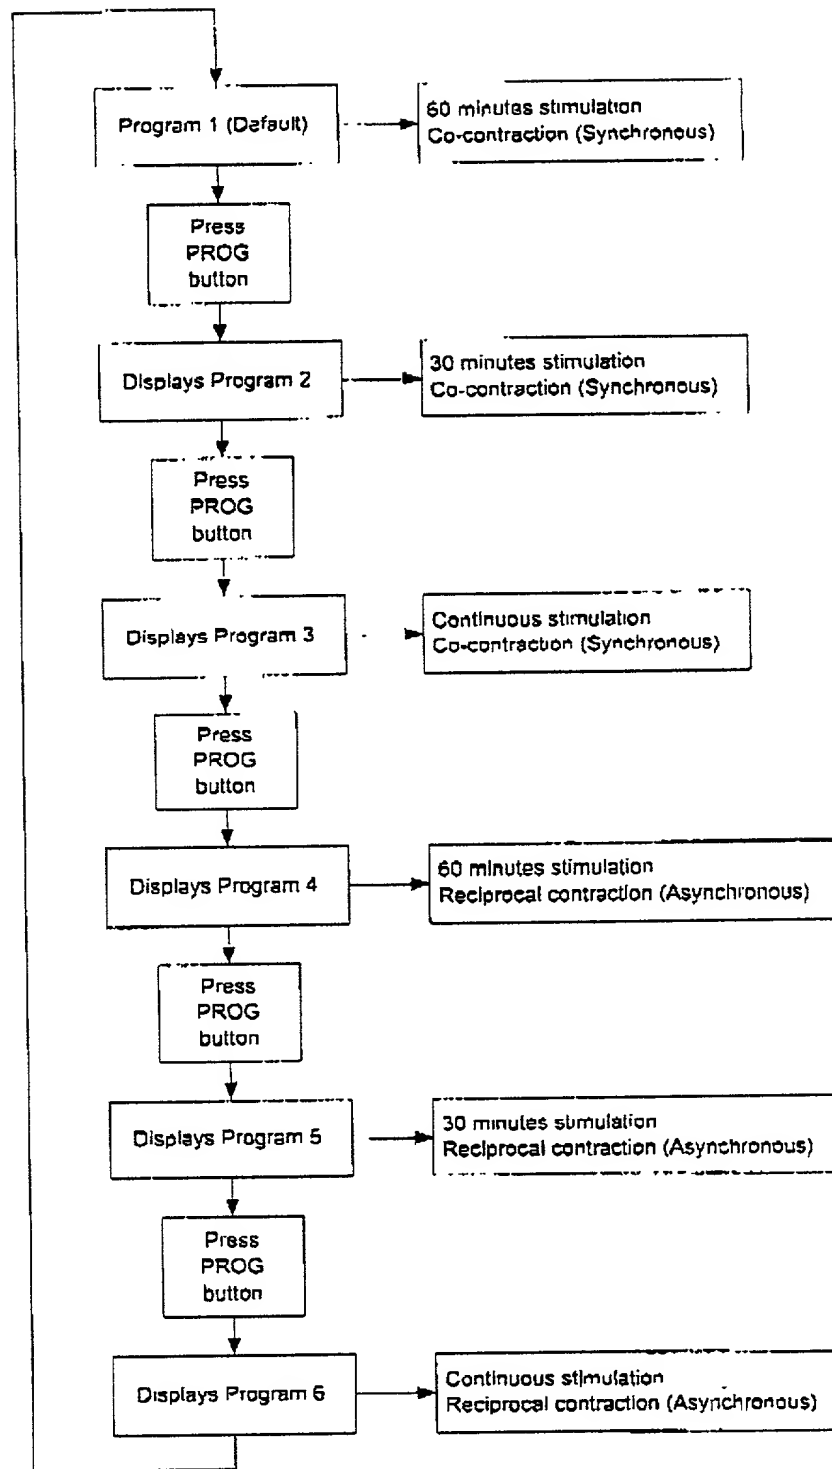 Program 1 (Default)
60 minutes stimulation
Co-contraction (Synchronous)
Press
PROG
button
Displays Program 2
30 minutes stimulation
Co-contraction (Synchronous)
Press
PROG
button
Displays Program 3
Continuous stimulation
Co-contraction (Synchronous)
Press
PROG
button
Displays Program 4
60 minutes stimulation
Reciprocal contraction (Asynchronous)
Press
PROG
button
Displays Program 5
30 minutes stimulation
Reciprocal contraction (Asynchronous)
Press
PROG
button
Displays Program 6
Continuous stimulation
Reciprocal contraction (Asynchronous)